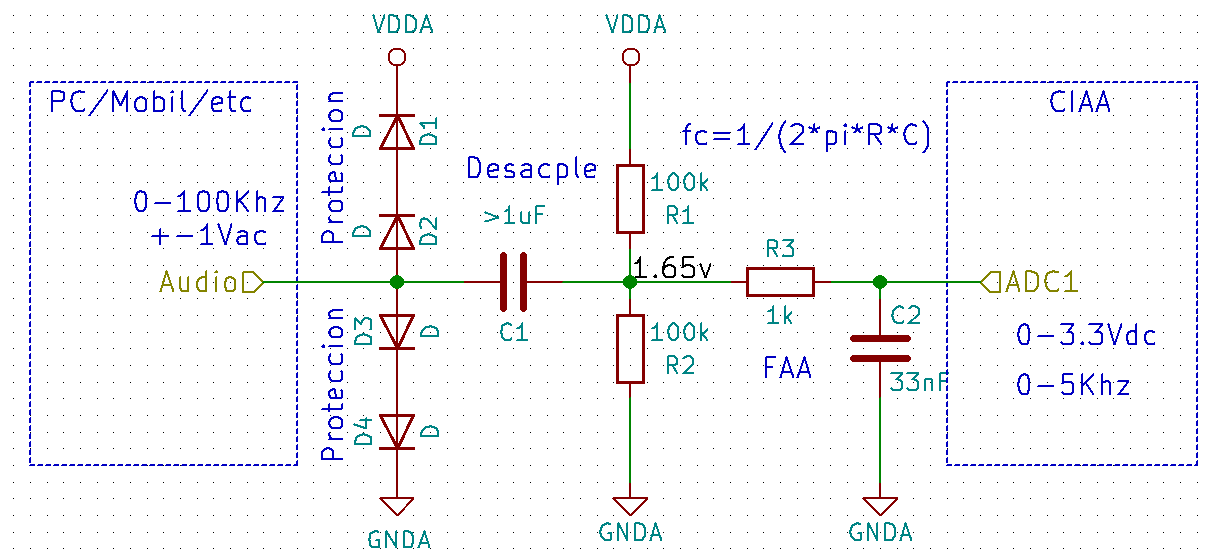 VDDA
VDDA
PC/Mobil/etc
CIAA
Proteccion
D
D1
fc=1/(2*pi*R*C)
Desacple
100k
R1
0-100Khz
+-1Vac
>1uF
D
D2
R3
1.65v
Audio
ADC1
D3
D
C1
1k
C2
100k
R2
0-3.3Vdc
Proteccion
FAA
33nF
0-5Khz
D4
D
GNDA
GNDA
GNDA